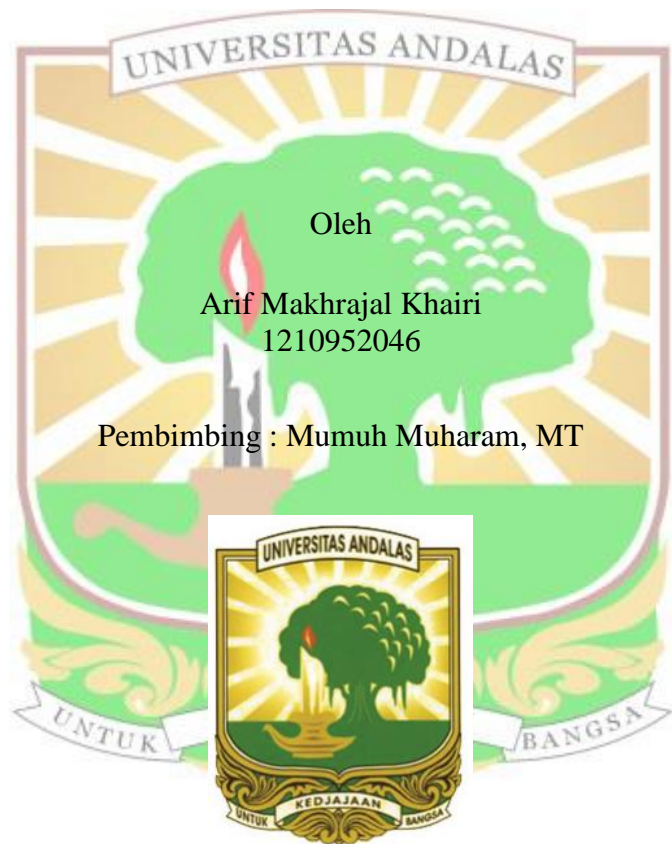 UNIVERSITAS ANDALAS
Oleh
Arif Makhrajal Khairi
1210952046
Pembimbing : Mumuh Muharam, MT
UNIVERSITAS ANDALAS
UNTUK BANGSA
UNTUK KEDJAJAAN BANGSA